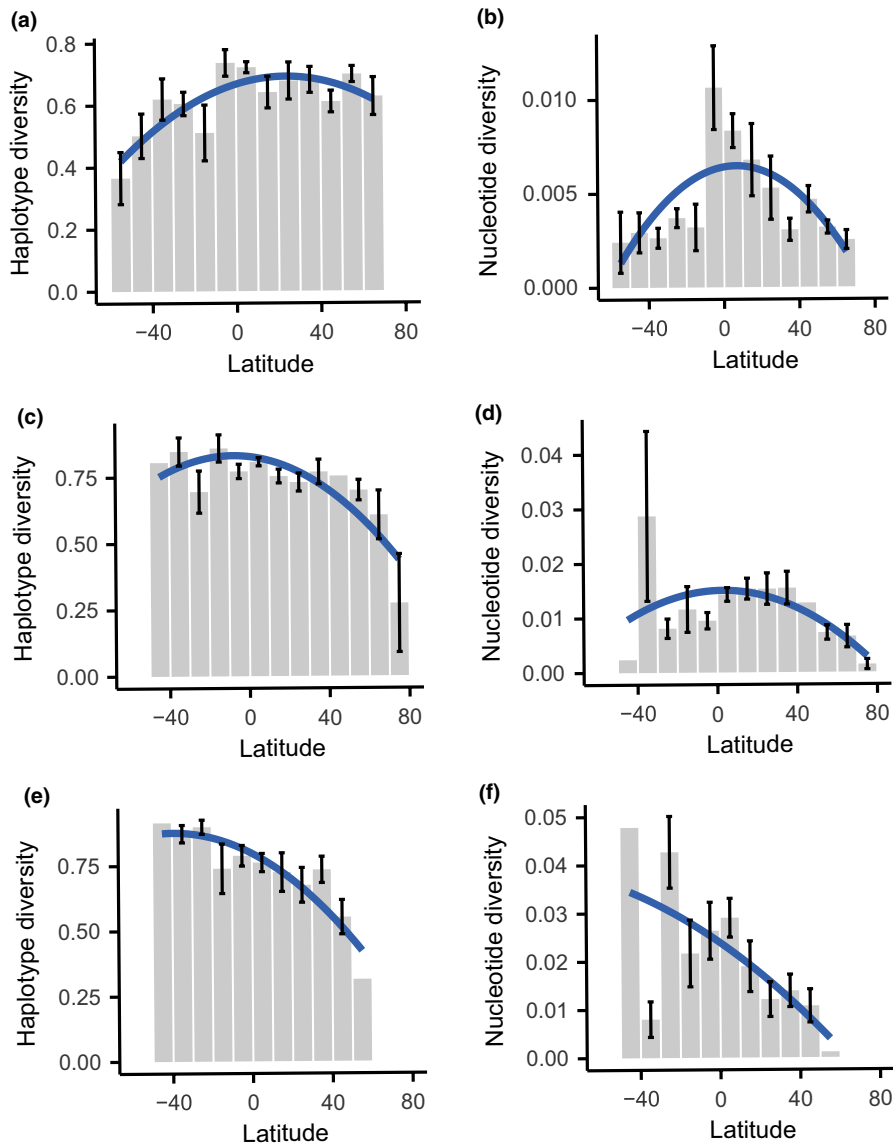 (a)
Haplotype diversity
0.8
0.6
0.4
0.2
0.0
−40 0 40 80
Latitude
(b)
Nucleotide diversity
0.010
0.005
0.000
−40 0 40 80
Latitude
(c)
Haplotype diversity
0.75
0.50
0.25
0.00
−40 0 40 80
Latitude
(d)
Nucleotide diversity
0.04
0.03
0.02
0.01
0.00
−40 0 40 80
Latitude
(e)
Haplotype diversity
0.75
0.50
0.25
0.00
−40 0 40 80
Latitude
(f)
Nucleotide diversity
0.05
0.04
0.03
0.02
0.01
0.00
−40 0 40 80
Latitude